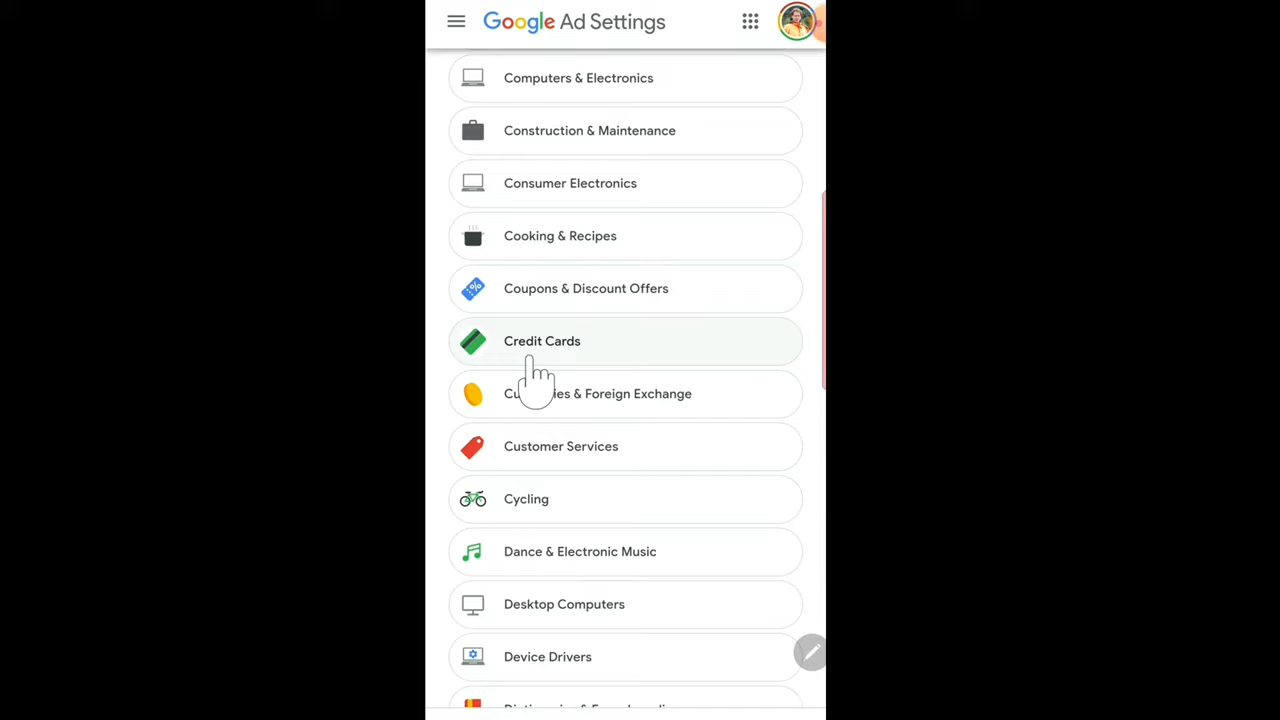 Google Ad Settings
Computers & Electronics
Construction & Maintenance
Consumer Electronics
Cooking & Recipes
Coupons & Discount Offers
Credit Cards
& Foreign Exchange
Customer Services
Cycling
Dance & Electronic Music
Desktop Computers
Device Drivers